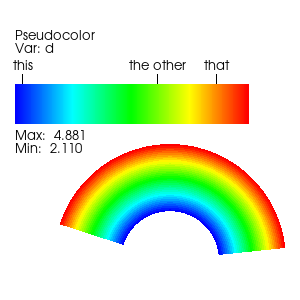 Pseudocolor
Var: d
this the other that
Max: 4.881
Min: 2.110